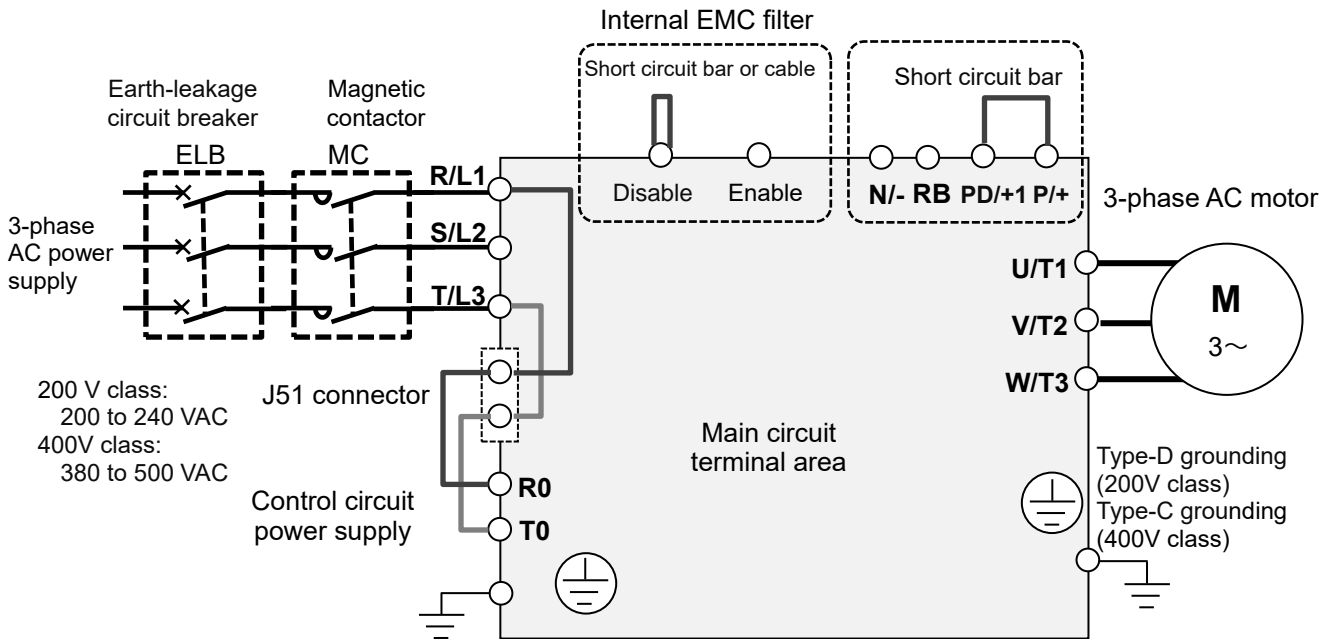 Internal EMC filter
Short circuit bar or cable
Disable
Enable
Short circuit bar
N/- RB PD/+1 P/+
Earth-leakage
circuit breaker
ELB
Magnetic
contactor
MC
3-phase
AC power
supply
R/L1
S/L2
T/L3
200 V class:
200 to 240 VAC
400V class:
380 to 500 VAC
J51 connector
Control circuit
power supply
R0
T0
Main circuit
terminal area
3-phase AC motor
U/T1
V/T2
W/T3
M
3～
Type-D grounding
(200V class)
Type-C grounding
(400V class)